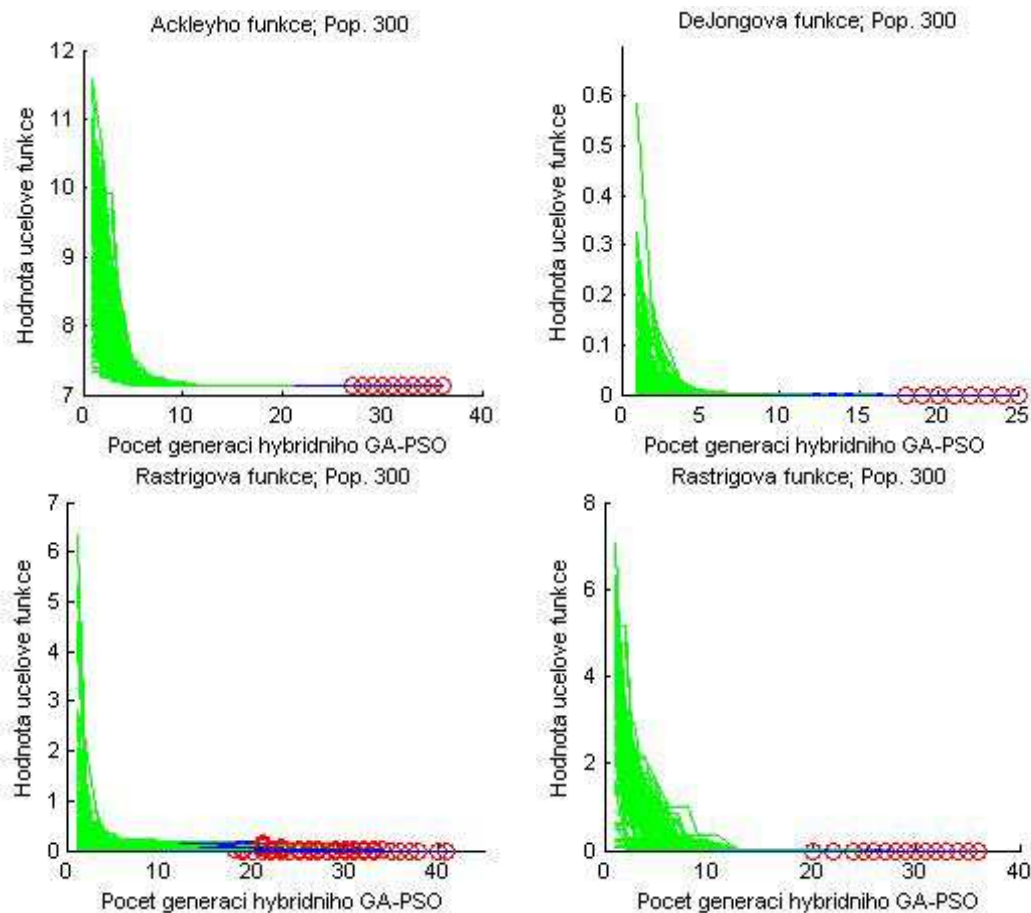 Ackleyho funkce; Pop. 300
Hodnota ucelove funkce
12
11
10
9
8
7
0 10 20 30 40
Pocet generaci hybridniho GA-PSO
DeJongova funkce; Pop. 300
Hodnota ucelove funkce
0.6
0.5
0.4
0.3
0.2
0.1
0
0 5 10 15 20 25
Pocet generaci hybridniho GA-PSO
Rastrigova funkce; Pop. 300
Hodnota ucelove funkce
7
6
5
4
3
2
1
0
0 10 20 30 40
Pocet generaci hybridniho GA-PSO
Rastrigova funkce; Pop. 300
Hodnota ucelove funkce
8
6
4
2
0
0 10 20 30 40
Pocet generaci hybridniho GA-PSO